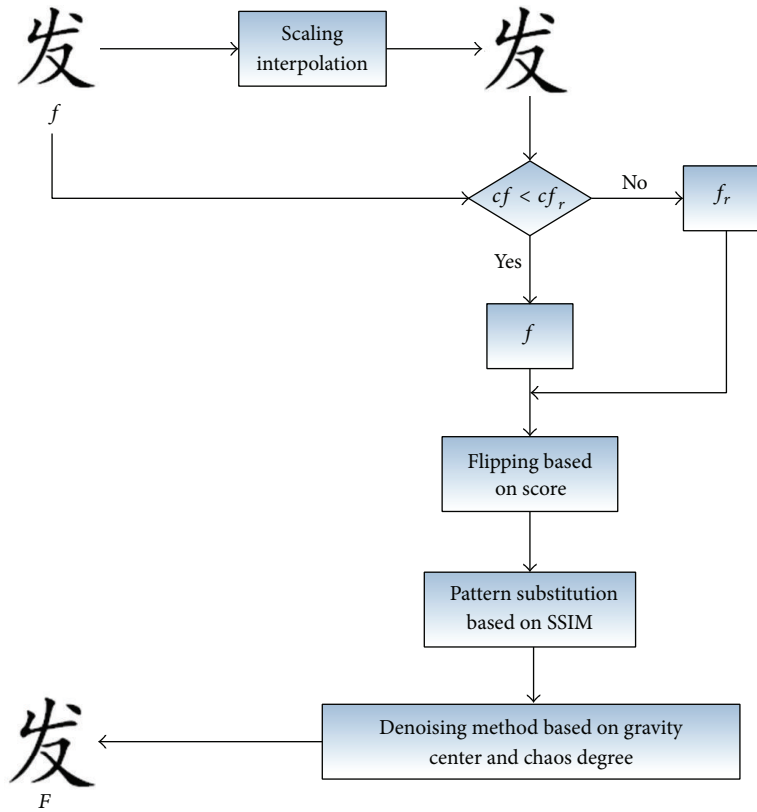 发
Scaling
interpolation
发
f
cf < cf_r
No
f_r
Yes
f
Flipping based
on score
Pattern substitution
based on SSIM
发
Denoising method based on gravity
center and chaos degree
F